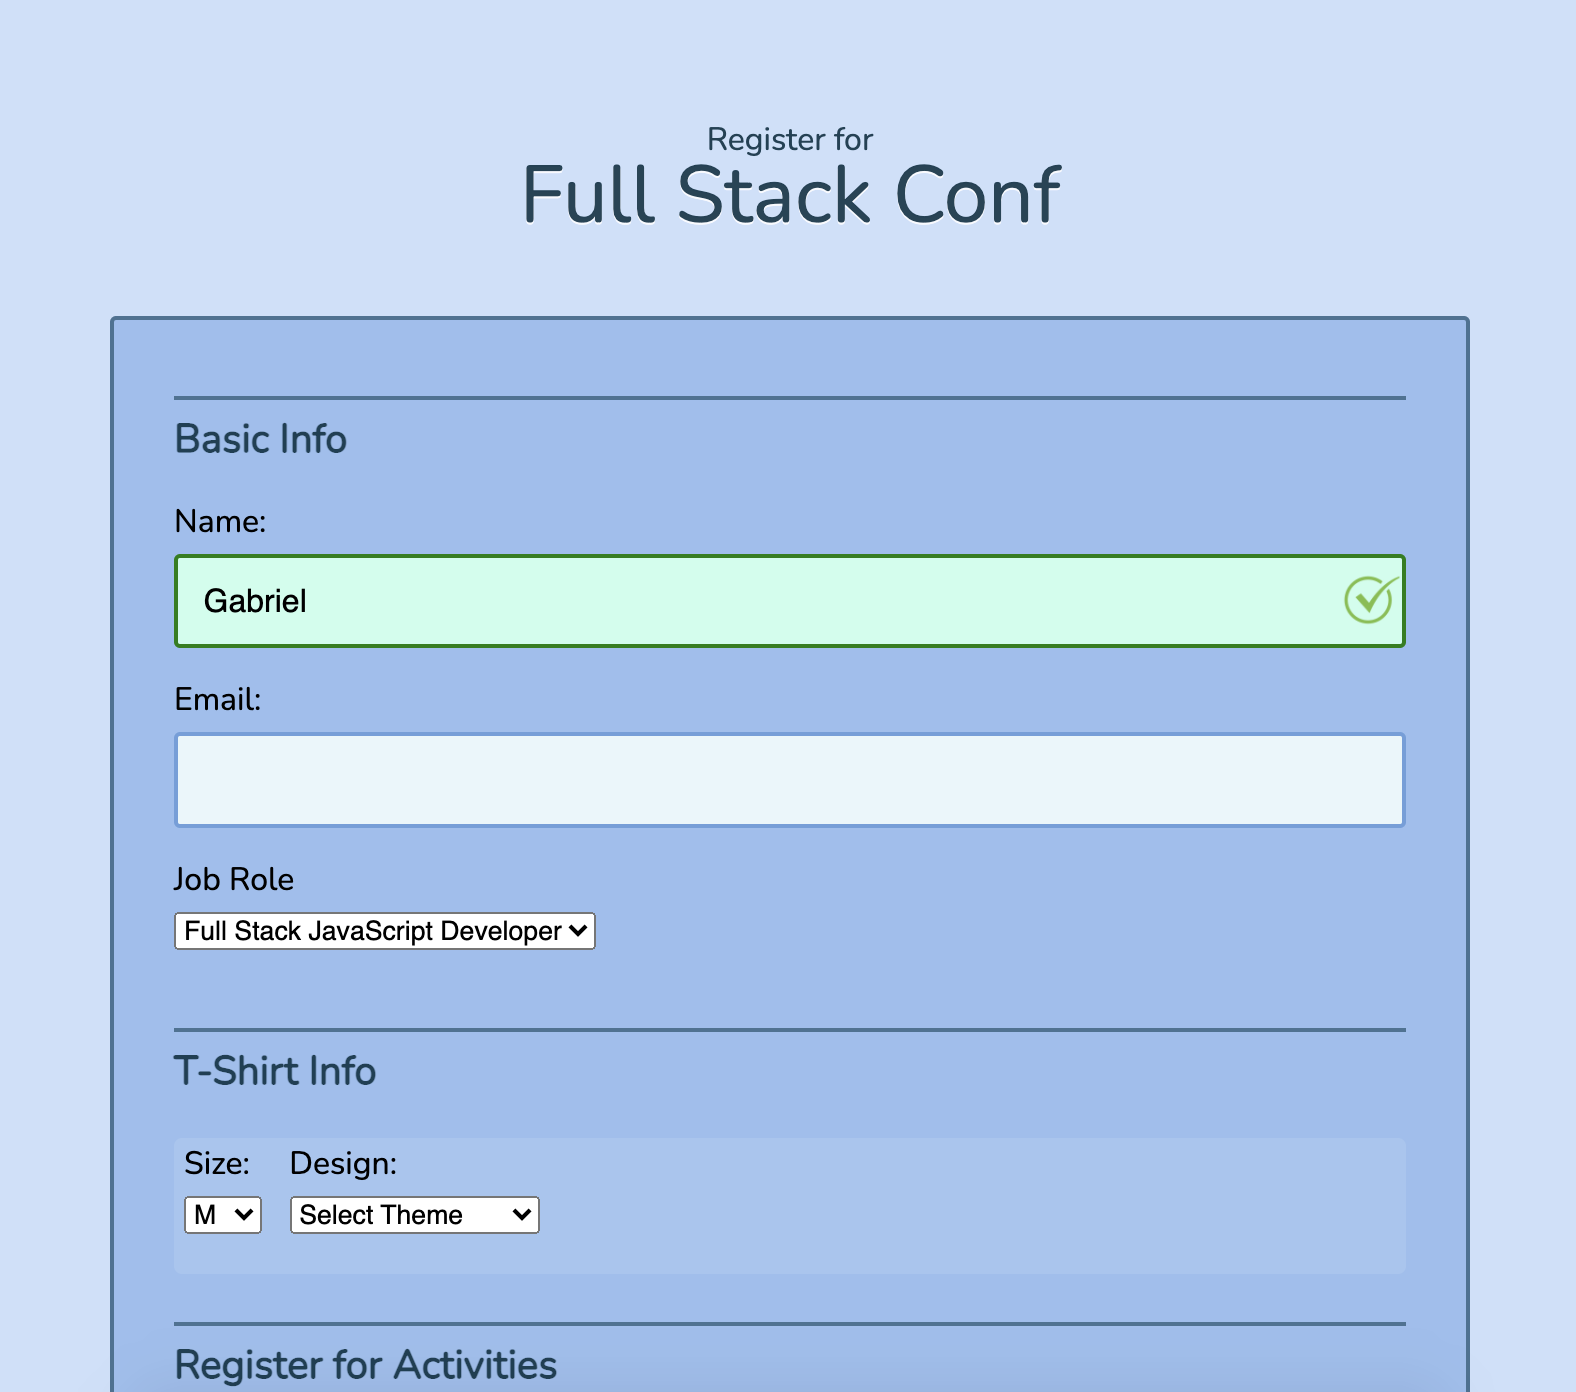 Register for
Full Stack Conf
Basic Info
Name:
Gabriel
Email:
Job Role
Full Stack JavaScript Developer
T-Shirt Info
Size: Design:
M Select Theme
Register for Activities